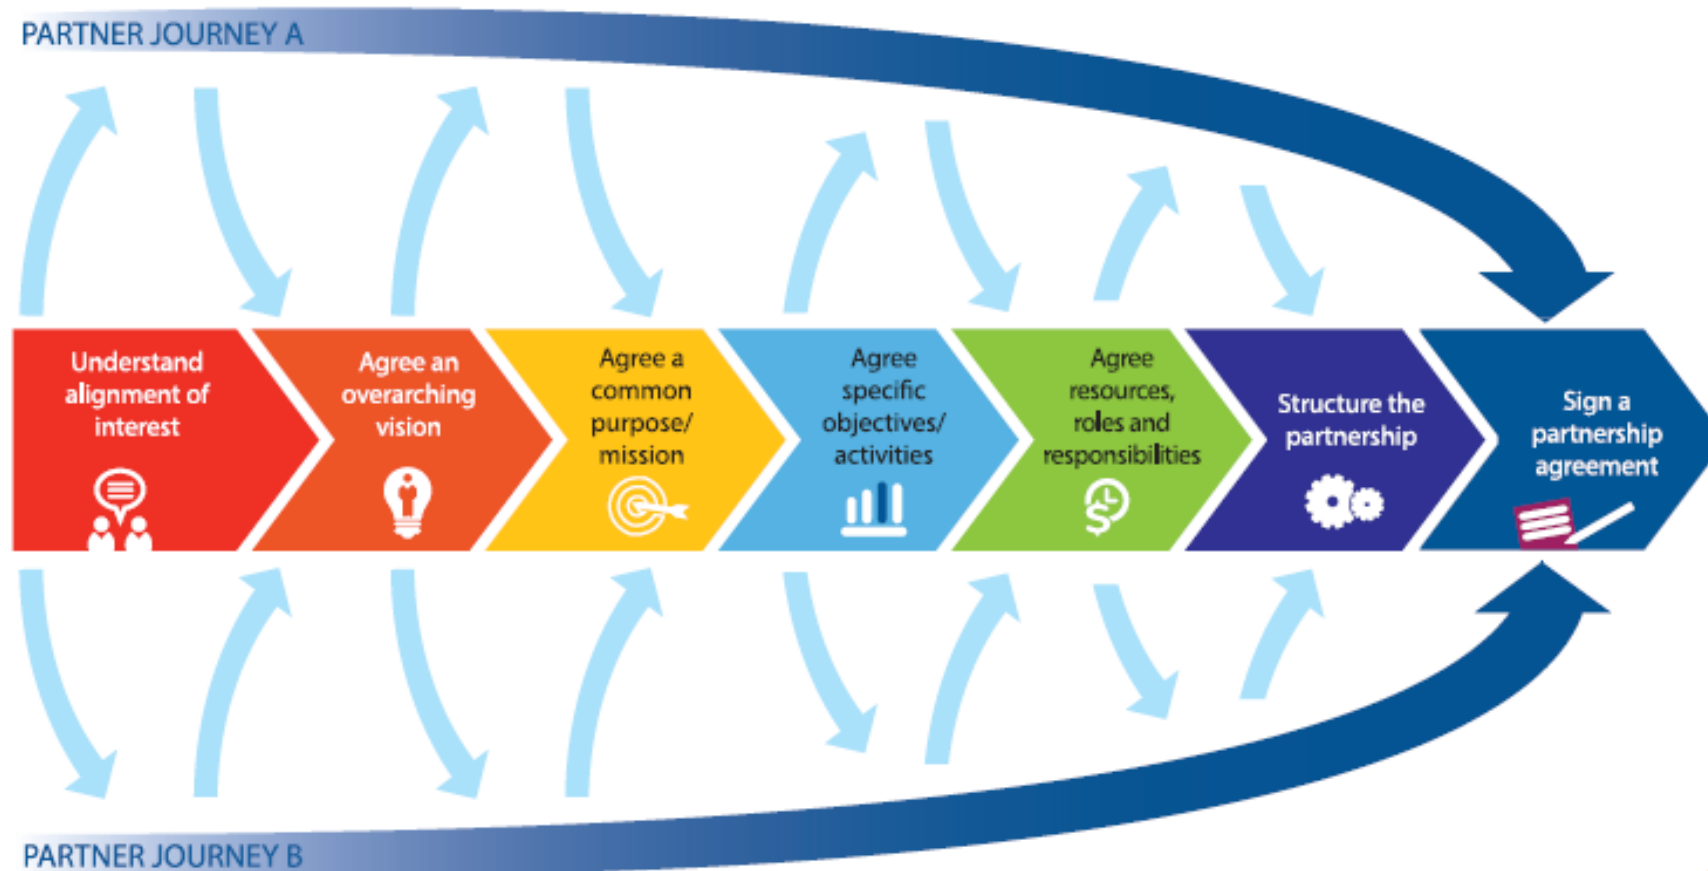 PARTNER JOURNEY A
Understand
alignment of
interest
Agree an
overarching
vision
Agree a
common
purpose/
mission
Agree
specific
objectives/
activities
Agree
resources,
roles and
responsibilities
Structure the
partnership
Sign a
partnership
agreement
PARTNER JOURNEY B